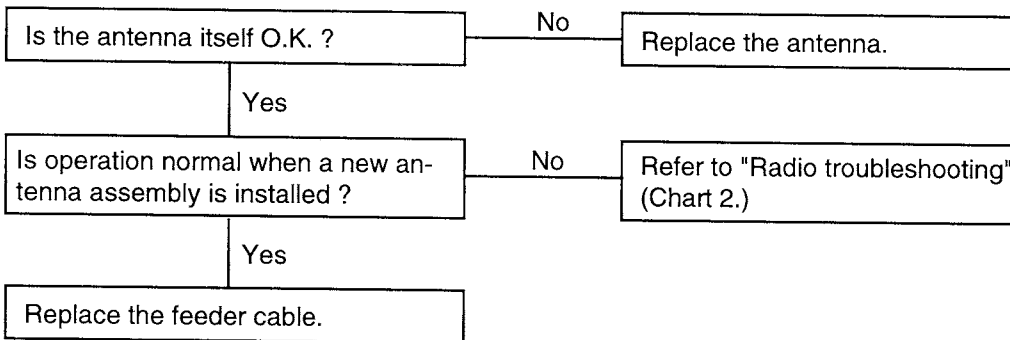 Is the antenna itself O.K. ?
No
Replace the antenna.
Yes
Is operation normal when a new an-
tenna assembly is installed ?
No
Refer to "Radio troubleshooting"
(Chart 2.)
Yes
Replace the feeder cable.